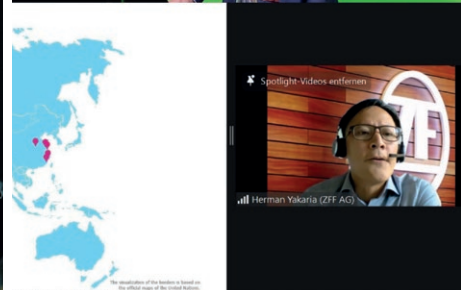 Spotlight-Videos entfernen
ZF
Herman Yakaria (ZFF AG)
The visualisation of the borders is based on
the official maps of the United Nations.